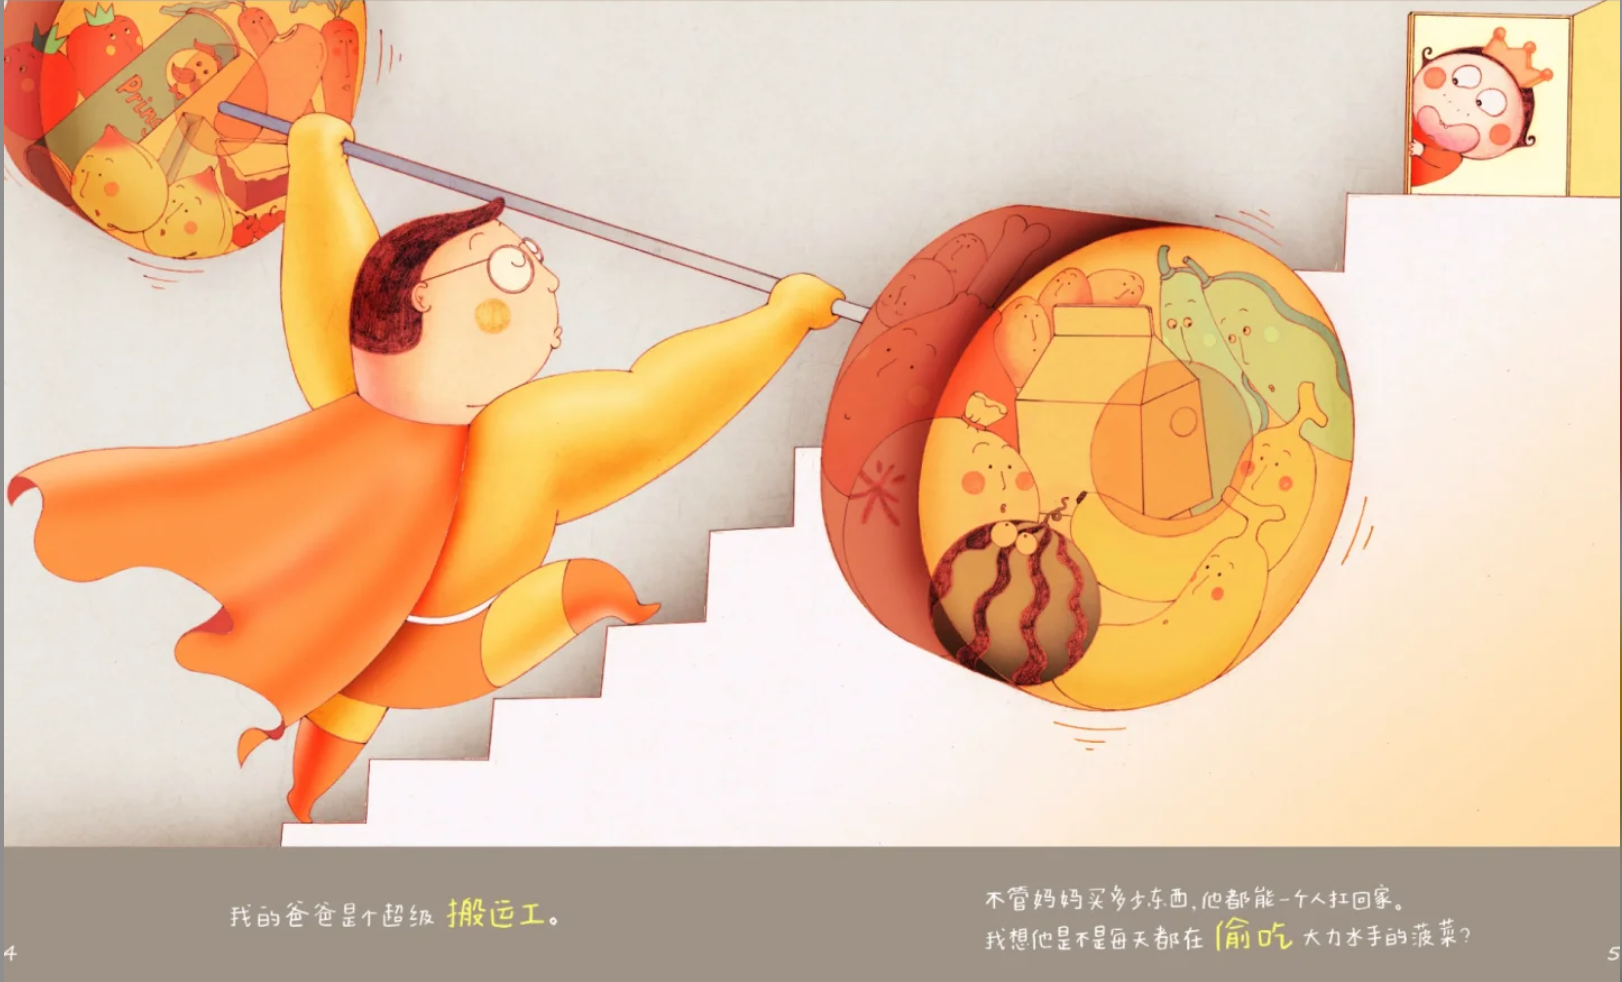 Prin
我的爸爸是个超级 搬运工。
不管妈妈买多少东西,他都能一个人扛回家。
我想他是不是每天都在 偷吃 大力水手的菠菜?
4
5